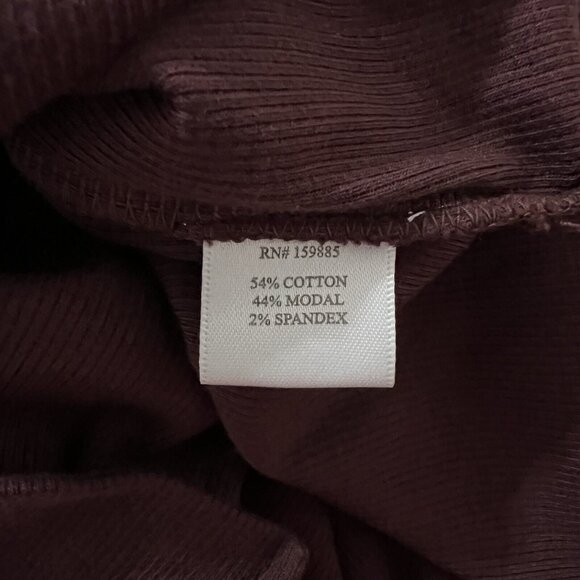 RN# 159885
54% COTTON
44% MODAL
2% SPANDEX